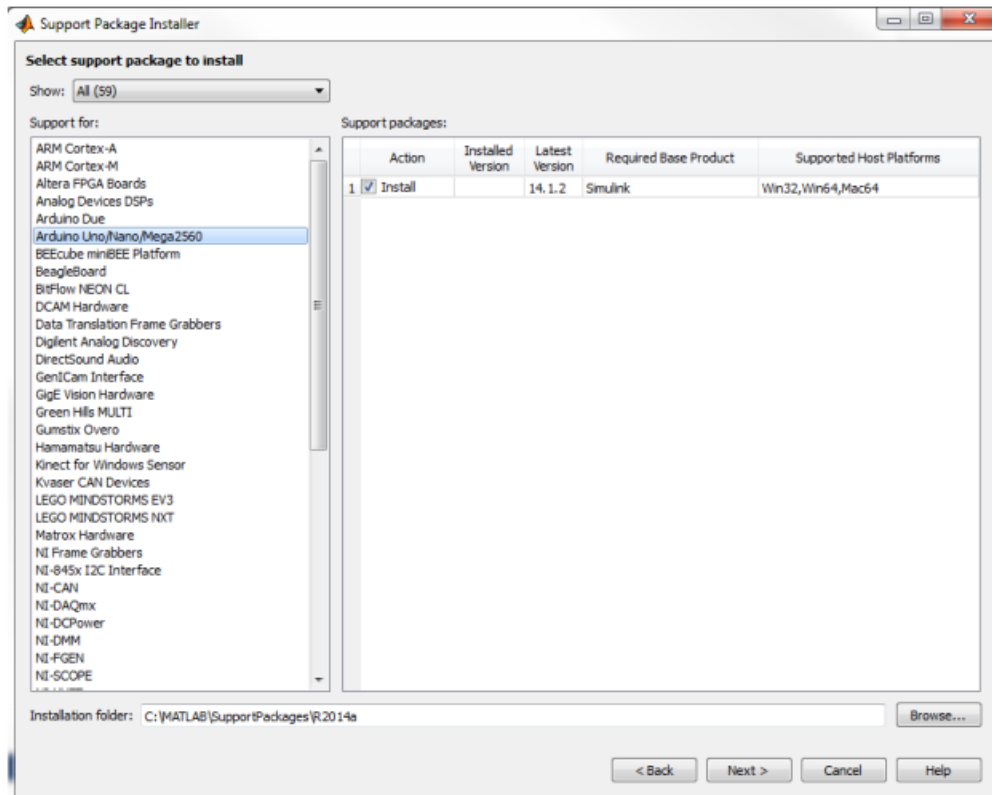 Support Package Installer
Select support package to install
Show: All (59)
Support for:
ARM Cortex-A
ARM Cortex-M
Altera FPGA Boards
Analog Devices DSPs
Arduino Due
Arduino Uno/Nano/Mega2560
BEEcube miniBEE Platform
BeagleBoard
BitFlow NEON CL
DCAM Hardware
Data Translation Frame Grabbers
Digilent Analog Discovery
DirectSound Audio
GenICam Interface
GigE Vision Hardware
Green Hills MULTI
Gumstix Overo
Hamamatsu Hardware
Kinect for Windows Sensor
Kvaser CAN Devices
LEGO MINDSTORMS EV3
LEGO MINDSTORMS NXT
Matrox Hardware
NI Frame Grabbers
NI-845x I2C Interface
NI-CAN
NI-DAQmx
NI-DCPower
NI-DMM
NI-FGEN
NI-SCOPE
Support packages:
Action Installed Version Latest Version Required Base Product Supported Host Platforms
1 Install 14.1.2 Simulink Win32,Win64,Mac64
Installation folder: C:\MATLAB\SupportPackages\R2014a Browse...
< Back Next > Cancel Help